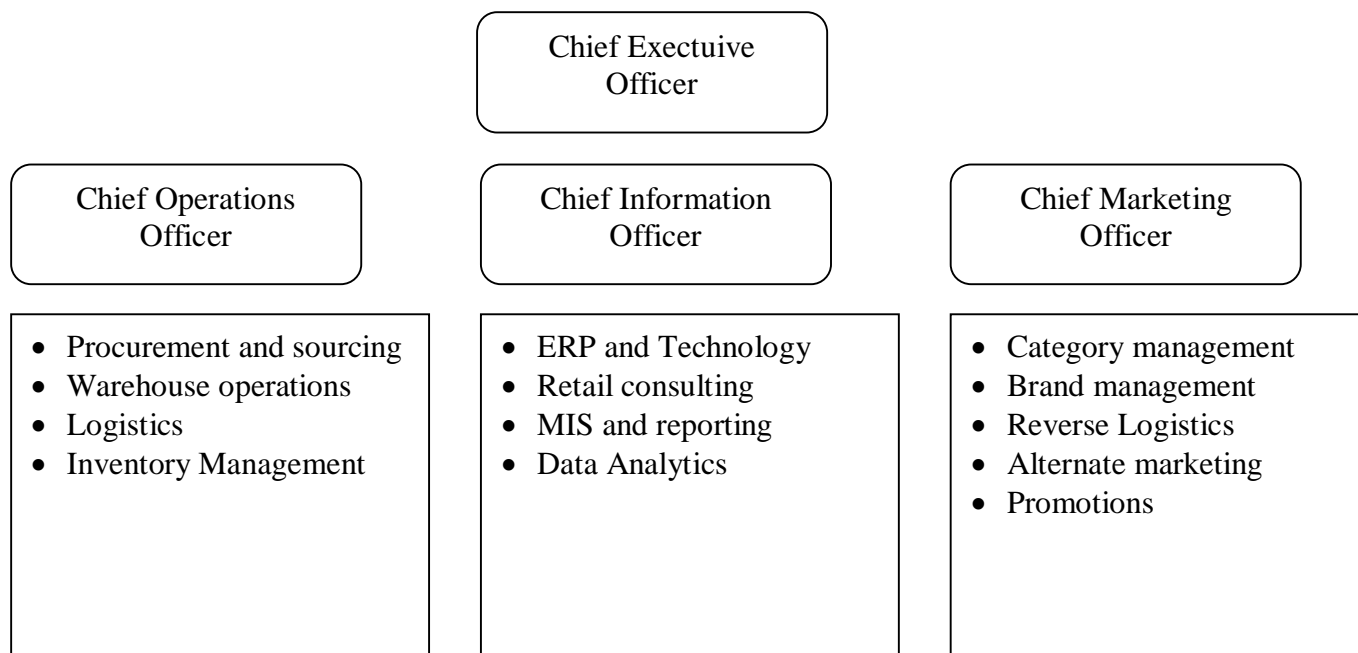 Chief Exectuive
Officer
Chief Operations
Officer
Chief Information
Officer
Chief Marketing
Officer
• Procurement and sourcing
• Warehouse operations
• Logistics
• Inventory Management
• ERP and Technology
• Retail consulting
• MIS and reporting
• Data Analytics
• Category management
• Brand management
• Reverse Logistics
• Alternate marketing
• Promotions